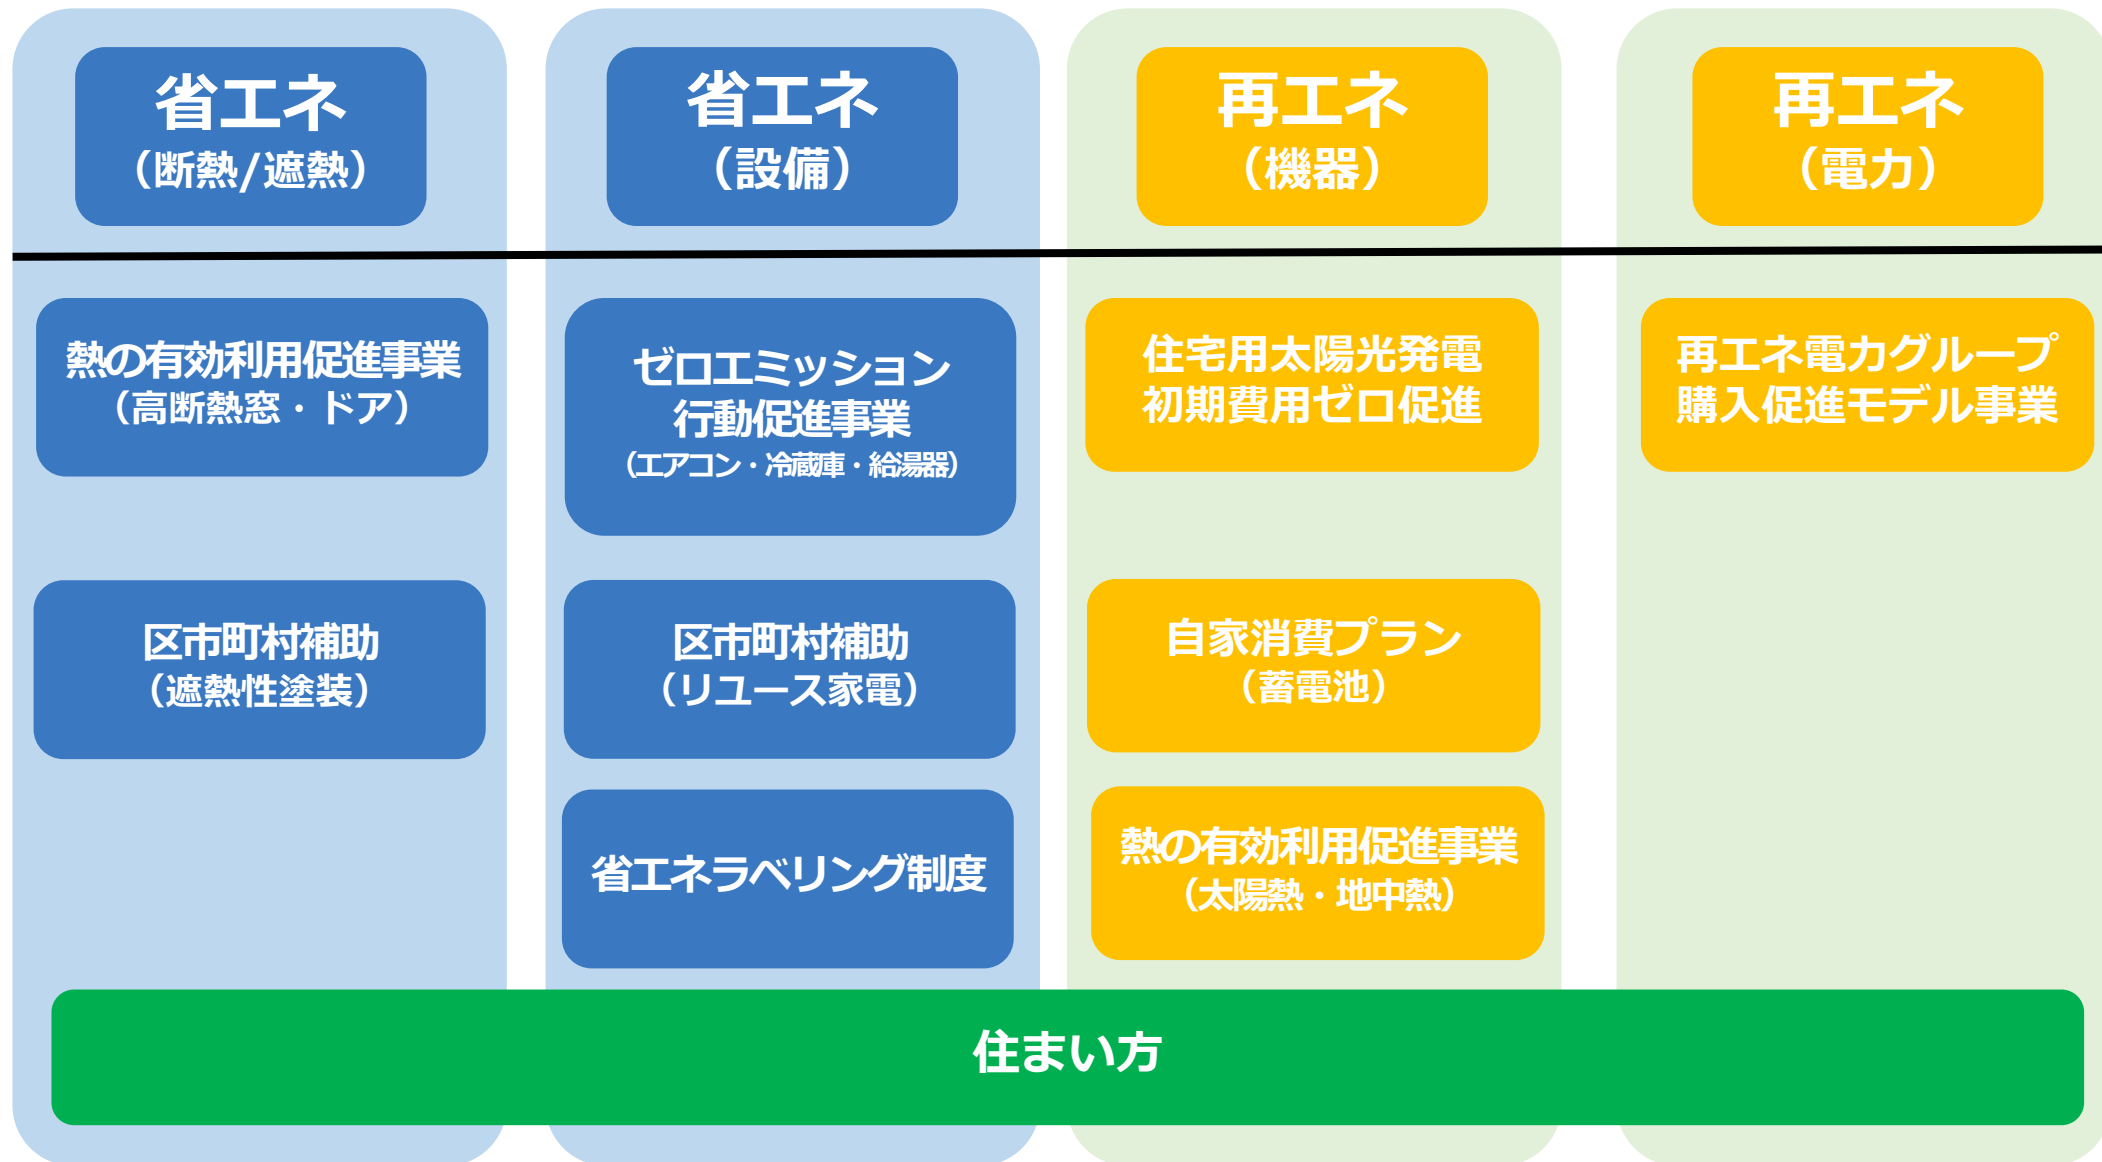 省エネ
（断熱/遮熱）
省エネ
（設備）
再エネ
（機器）
再エネ
（電力）
熱の有効利用促進事業
（高断熱窓・ドア）
ゼロエミッション
行動促進事業
（エアコン・冷蔵庫・給湯器）
住宅用太陽光発電
初期費用ゼロ促進
再エネ電力グループ
購入促進モデル事業
区市町村補助
（遮熱性塗装）
区市町村補助
（リユース家電）
自家消費プラン
（蓄電池）
省エネラベリング制度
熱の有効利用促進事業
（太陽熱・地中熱）
住まい方